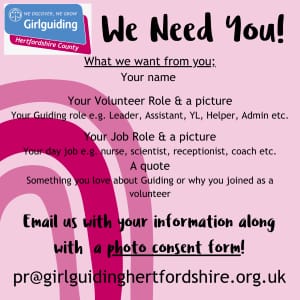 WE DISCOVER, WE GROW
Girlguiding
Hertfordshire County
We Need You!
What we want from you;
Your name
Your Volunteer Role & a picture
Your Guiding role e.g. Leader, Assistant, YL, Helper, Admin etc.
Your Job Role & a picture
Your day job e.g. nurse, scientist, receptionist, coach etc.
A quote
Something you love about Guiding or why you joined as a
volunteer
Email us with your information along
with a photo consent form!
pr@girlguidinghertfordshire.org.uk